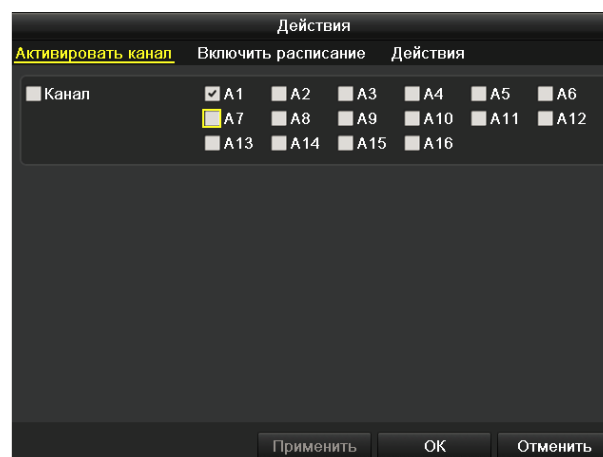 Действия
Активировать канал Включить расписание Действия
Канал A1 A2 A3 A4 A5 A6
A7 A8 A9 A10 A11 A12
A13 A14 A15 A16
Применить OK Отменить